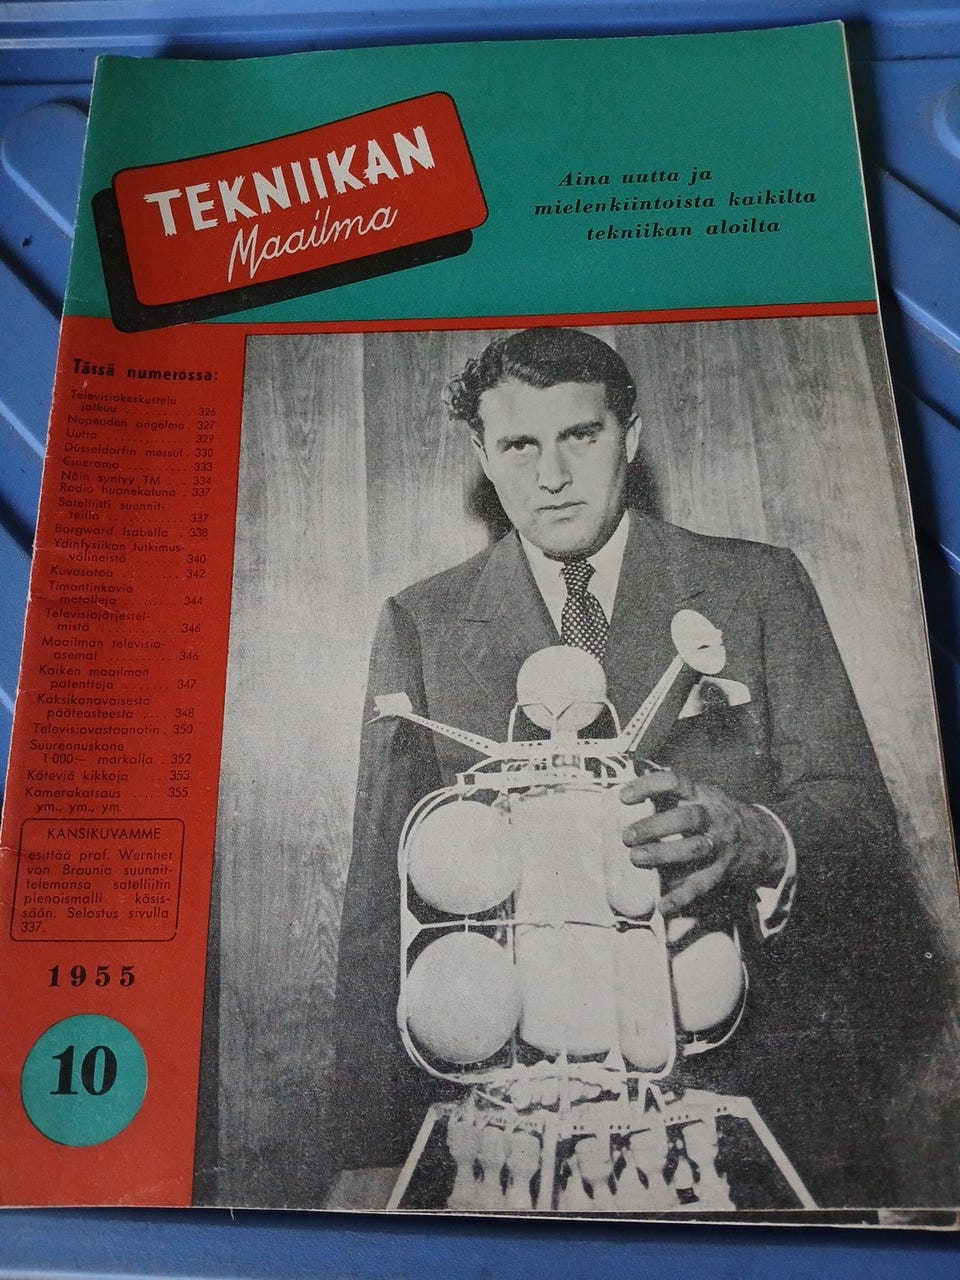 TEKNIIKAN
Maailma
Aina uutta ja
mielenkiintoista kaikilta
tekniikan aloilta
Tässä numerossa:
Televisiokeskustelu
jatkuu . . . . . . . . . . 326
Nopeuden ongelma . 327
Uutta . . . . . . . . . . 329
Düsseldorfin messut . 330
Cinerama . . . . . . . . 333
Näin syntyy TM . . . 334
Radio huonekaluna . 337
Satelliitti suunnit-
teilla . . . . . . . . . . 337
Borgward Isabella . 338
Ydinfysiikan tutkimus-
välineistä . . . . . . . 340
Kuvasatoa . . . . . . . 342
Timantinkovia
metalleja . . . . . . . . 344
Televisiojärjestel-
mistä . . . . . . . . . . 346
Maailman televisio-
asemat . . . . . . . . . 346
Kaiken maailman
patentteja . . . . . . . 347
Kaksikanavaisesta
pääteasteesta . . . . 348
Televisiovastaanotin . 350
Suurennuskone
1 000:— markalla . 352
Käteviä kikkoja . . . . 353
Kamerakatsaus . . . . . 355
ym., ym., ym.
KANSIKUVAMME
esittää prof. Wernher
von Braunia suunnit-
telemansa satelliitin
pienoismalli käsis-
sään. Selostus sivulla
337.
1955
10